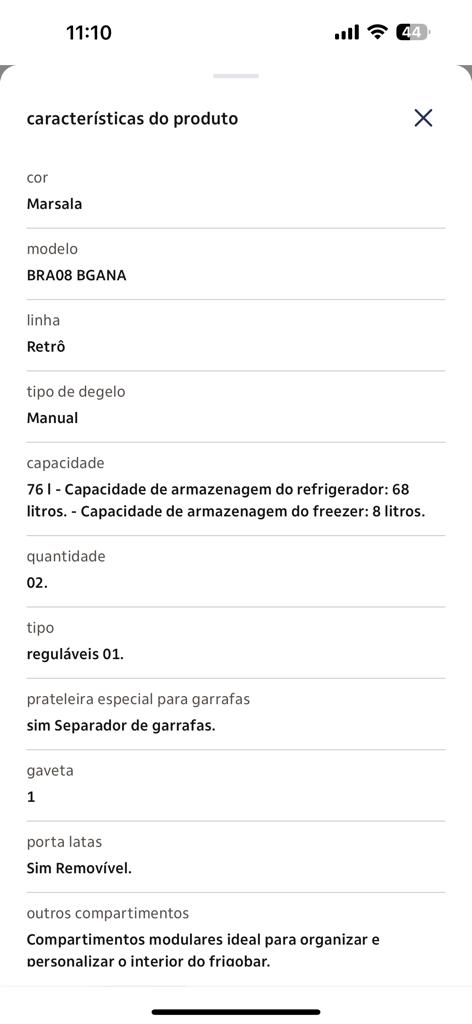 11:10
44
características do produto
cor
Marsala
modelo
BRA08 BGANA
linha
Retrô
tipo de degelo
Manual
capacidade
76 l - Capacidade de armazenagem do refrigerador: 68
litros. - Capacidade de armazenagem do freezer: 8 litros.
quantidade
02.
tipo
reguláveis 01.
prateleira especial para garrafas
sim Separador de garrafas.
gaveta
1
porta latas
Sim Removível.
outros compartimentos
Compartimentos modulares ideal para organizar e
personalizar o interior do frigobar.